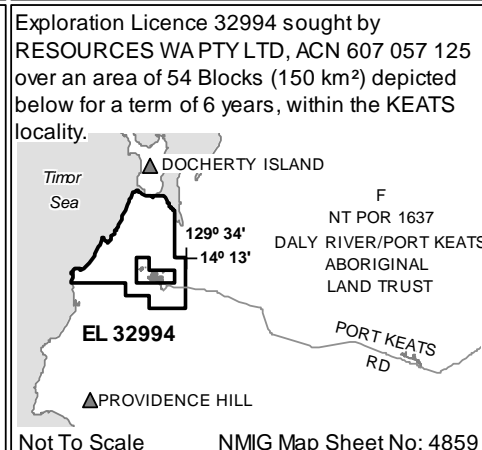 Exploration Licence 32994 sought by
RESOURCES WA PTY LTD, ACN 607 057 125
over an area of 54 Blocks (150 km²) depicted
below for a term of 6 years, within the KEATS
locality.
DOCHERTY ISLAND
Timor
Sea
F
NT POR 1637
DALY RIVER/PORT KEATS
ABORIGINAL
LAND TRUST
129º 34'
14º 13'
EL 32994
PORT KEATS
RD
PROVIDENCE HILL
Not To Scale NMIG Map Sheet No: 4859